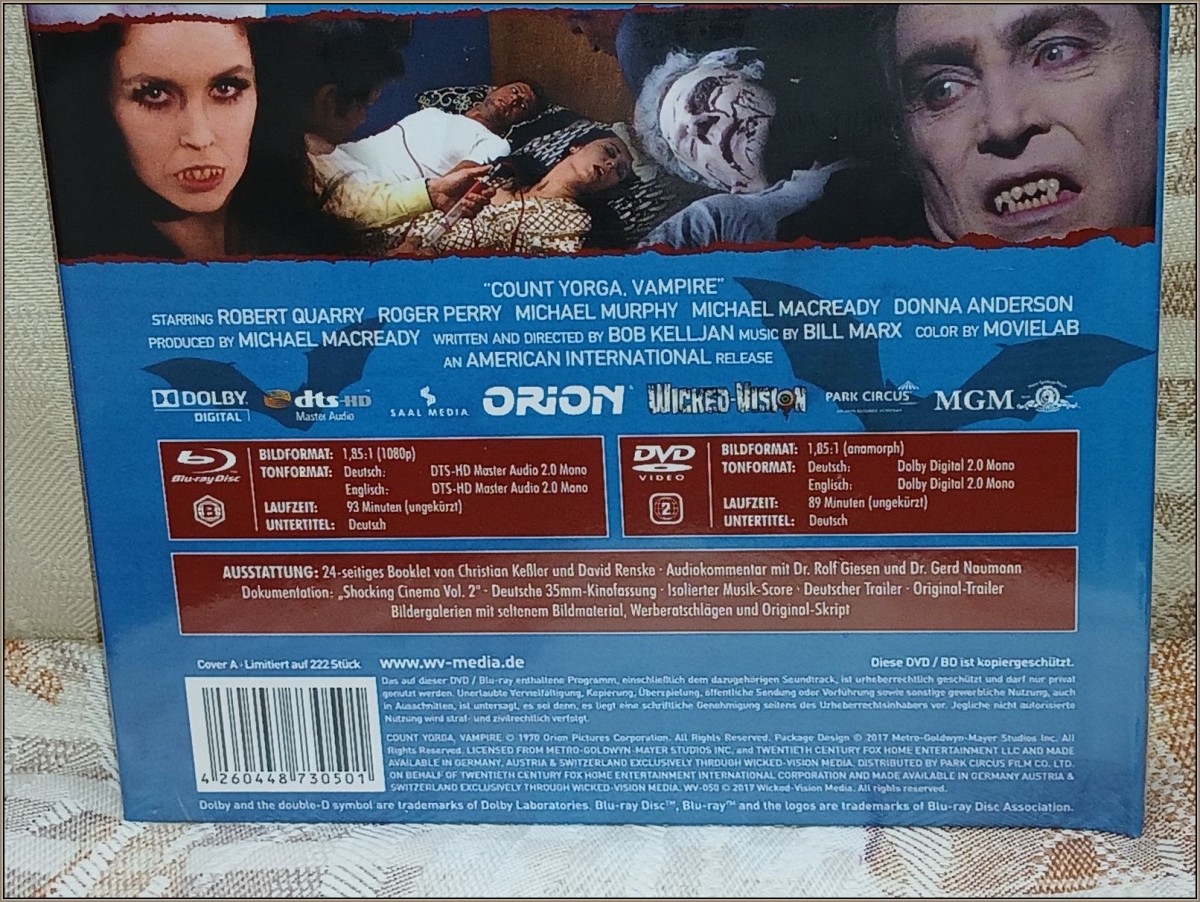 "COUNT YORGA, VAMPIRE"
STARRING ROBERT QUARRY ROGER PERRY MICHAEL MURPHY MICHAEL MACREADY DONNA ANDERSON
PRODUCED BY MICHAEL MACREADY WRITTEN AND DIRECTED BY BOB KELLJAN MUSIC BY BILL MARX COLOR BY MOVIELAB
AN AMERICAN INTERNATIONAL RELEASE
DOLBY DIGITAL
dts-HD Master Audio
SAAL MEDIA
ORION
WICKED-VISION
PARK CIRCUS
MGM
Blu-ray Disc
B
BILDFORMAT: 1,85:1 (1080p)
TONFORMAT: Deutsch: DTS-HD Master Audio 2.0 Mono
Englisch: DTS-HD Master Audio 2.0 Mono
LAUFZEIT: 93 Minuten (ungekürzt)
UNTERTITEL: Deutsch
DVD VIDEO
2
BILDFORMAT: 1,85:1 (anamorph)
TONFORMAT: Deutsch: Dolby Digital 2.0 Mono
Englisch: Dolby Digital 2.0 Mono
LAUFZEIT: 89 Minuten (ungekürzt)
UNTERTITEL: Deutsch
AUSSTATTUNG: 24-seitiges Booklet von Christian Keßler und David Renske · Audiokommentar mit Dr. Rolf Giesen und Dr. Gerd Naumann
Dokumentation: „Shocking Cinema Vol. 2" · Deutsche 35mm-Kinofassung · Isolierter Musik-Score · Deutscher Trailer · Original-Trailer
Bildergalerien mit seltenem Bildmaterial, Werberatschlägen und Original-Skript
Cover A · Limitiert auf 222 Stück www.wv-media.de Diese DVD / BD ist kopiergeschützt.
Das auf dieser DVD / Blu-ray enthaltene Programm, einschließlich dem dazugehörigen Soundtrack, ist urheberrechtlich geschützt und darf nur privat
genutzt werden. Unerlaubte Vervielfältigung, Kopierung, Überspielung, öffentliche Sendung oder Vorführung sowie sonstige gewerbliche Nutzung, auch
in Ausschnitten, ist untersagt, es sei denn, es liegt eine schriftliche Genehmigung seitens des Urheberrechtsinhabers vor. Jegliche nicht autorisierte
Nutzung wird straf- und zivilrechtlich verfolgt.
COUNT YORGA, VAMPIRE © 1970 Orion Pictures Corporation. All Rights Reserved. Package Design © 2017 Metro-Goldwyn-Mayer Studios Inc. All
Rights Reserved. LICENSED FROM METRO-GOLDWYN-MAYER STUDIOS INC. and TWENTIETH CENTURY FOX HOME ENTERTAINMENT LLC AND MADE
AVAILABLE IN GERMANY, AUSTRIA & SWITZERLAND EXCLUSIVELY THROUGH WICKED-VISION MEDIA. DISTRIBUTED BY PARK CIRCUS FILM CO. LTD.
ON BEHALF OF TWENTIETH CENTURY FOX HOME ENTERTAINMENT INTERNATIONAL CORPORATION AND MADE AVAILABLE IN GERMANY AUSTRIA &
SWITZERLAND EXCLUSIVELY THROUGH WICKED-VISION MEDIA. WV-050 © 2017 Wicked-Vision Media. All rights reserved.
4 260448 730501
Dolby and the double-D symbol are trademarks of Dolby Laboratories. Blu-ray Disc™, Blu-ray™ and the logos are trademarks of Blu-ray Disc Association.